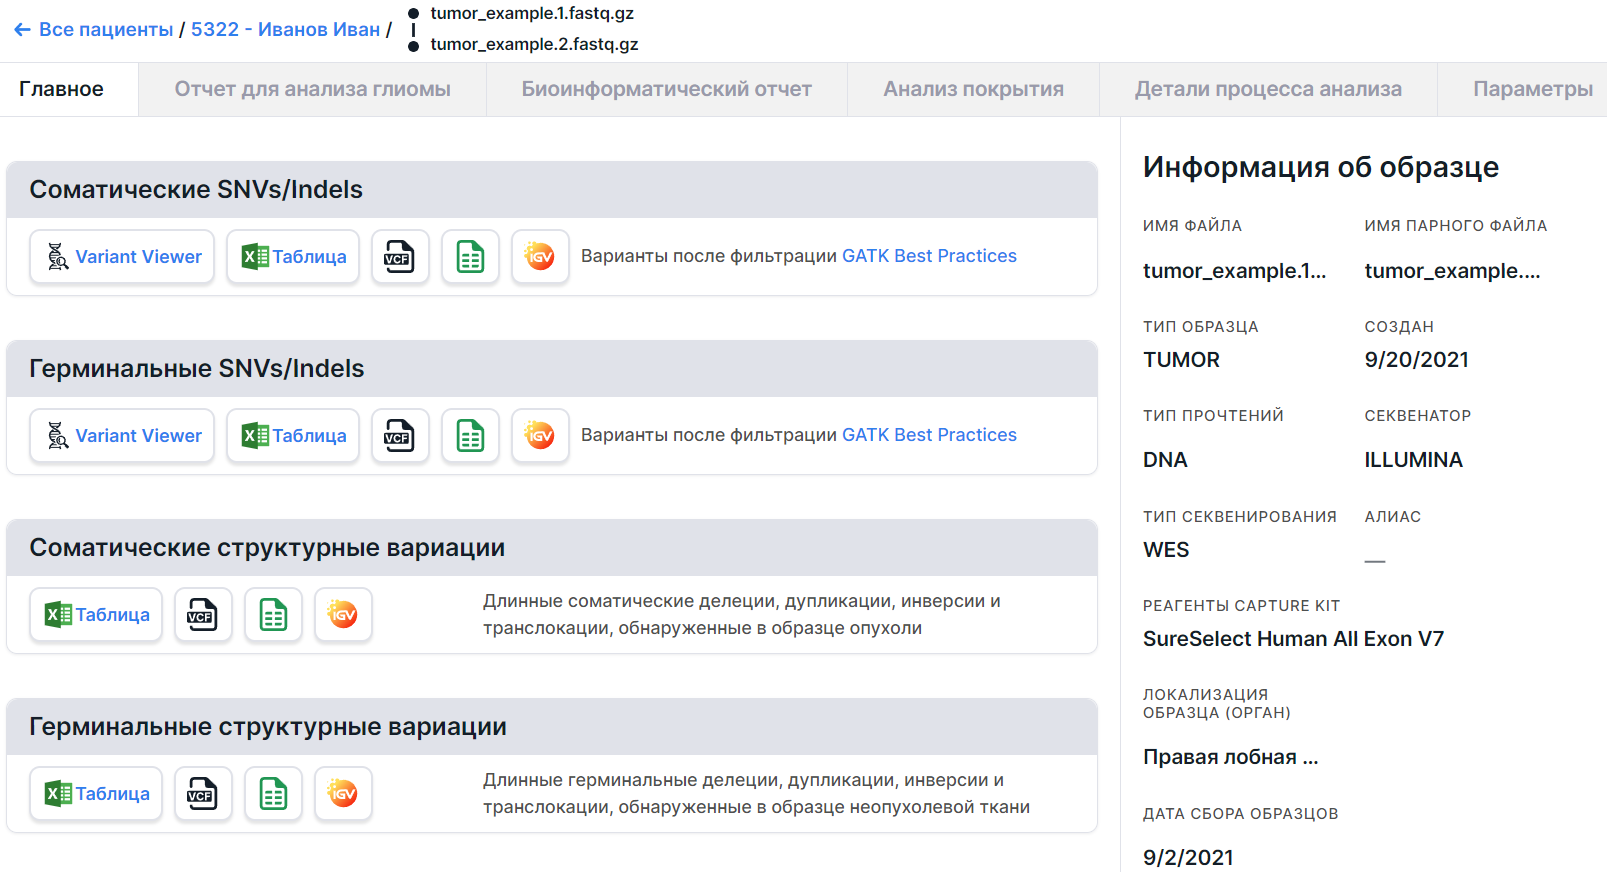 ← Все пациенты / 5322 - Иванов Иван /
tumor_example.1.fastq.gz
tumor_example.2.fastq.gz
Главное
Отчет для анализа глиомы
Биоинформатический отчет
Анализ покрытия
Детали процесса анализа
Параметры
Соматические SNVs/Indels
Variant Viewer
Таблица
VCF
IGV
Варианты после фильтрации GATK Best Practices
Герминальные SNVs/Indels
Variant Viewer
Таблица
VCF
IGV
Варианты после фильтрации GATK Best Practices
Соматические структурные вариации
Таблица
VCF
IGV
Длинные соматические делеции, дупликации, инверсии и
транслокации, обнаруженные в образце опухоли
Герминальные структурные вариации
Таблица
VCF
IGV
Длинные герминальные делеции, дупликации, инверсии и
транслокации, обнаруженные в образце неопухолевой ткани
Информация об образце
ИМЯ ФАЙЛА
tumor_example.1...
ИМЯ ПАРНОГО ФАЙЛА
tumor_example....
ТИП ОБРАЗЦА
TUMOR
СОЗДАН
9/20/2021
ТИП ПРОЧТЕНИЙ
DNA
СЕКВЕНАТОР
ILLUMINA
ТИП СЕКВЕНИРОВАНИЯ
WES
АЛИАС
—
РЕАГЕНТЫ CAPTURE KIT
SureSelect Human All Exon V7
ЛОКАЛИЗАЦИЯ
ОБРАЗЦА (ОРГАН)
Правая лобная ...
ДАТА СБОРА ОБРАЗЦОВ
9/2/2021